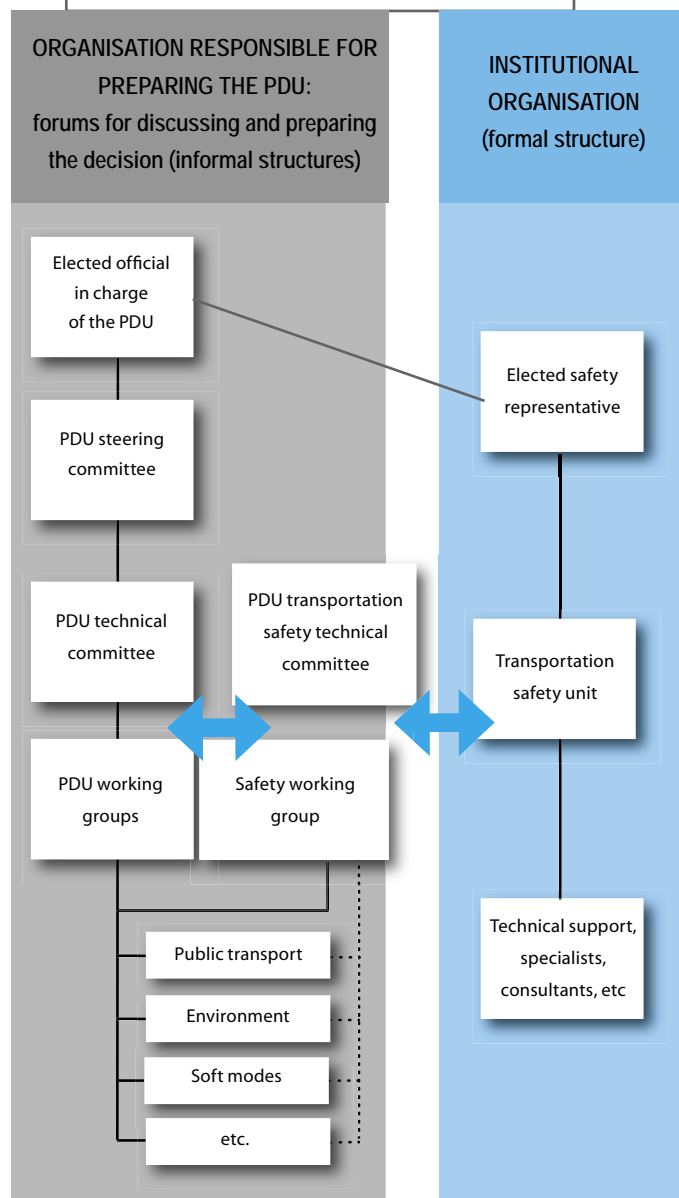 ORGANISATION RESPONSIBLE FOR
PREPARING THE PDU:
forums for discussing and preparing
the decision (informal structures)
INSTITUTIONAL
ORGANISATION
(formal structure)
Elected official
in charge
of the PDU
Elected safety
representative
PDU steering
committee
PDU technical
committee
PDU transportation
safety technical
committee
Transportation
safety unit
PDU working
groups
Safety working
group
Public transport
Environment
Soft modes
etc.
Technical support,
specialists,
consultants, etc